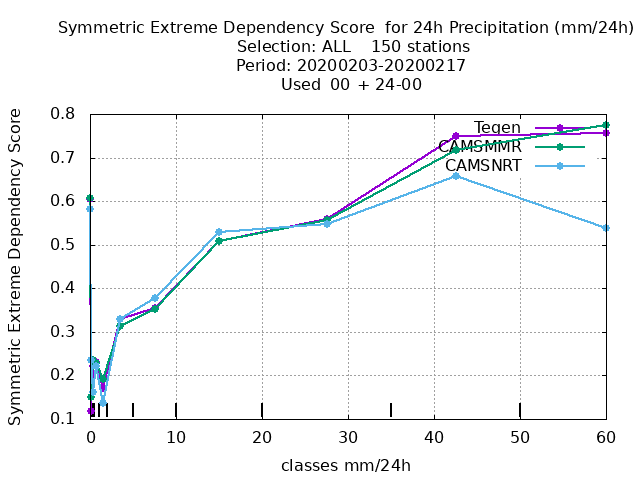 Symmetric Extreme Dependency Score  for 24h Precipitation (mm/24h)
Selection: ALL    150 stations
Period: 20200203-20200217
Used  00 + 24-00
Symmetric Extreme Dependency Score
0.8
0.7
0.6
0.5
0.4
0.3
0.2
0.1
Tegen
CAMSMMR
CAMSNRT
0 10 20 30 40 50 60
classes mm/24h